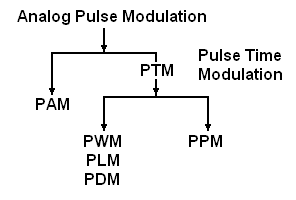 Analog Pulse Modulation
PTM
Pulse Time
Modulation
PAM
PWM
PLM
PDM
PPM